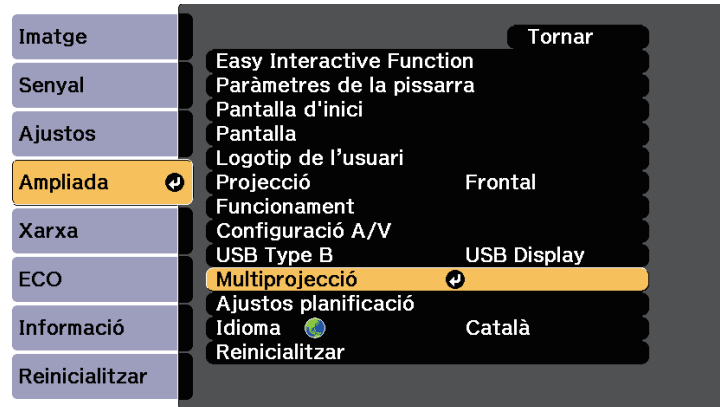 Imatge
Senyal
Ajustos
Ampliada
Xarxa
ECO
Informació
Reinicialitzar
Tornar
Easy Interactive Function
Paràmetres de la pissarra
Pantalla d'inici
Pantalla
Logotip de l’usuari
Projecció Frontal
Funcionament
Configuració A/V
USB Type B USB Display
Multiprojecció
Ajustos planificació
Idioma Català
Reinicialitzar